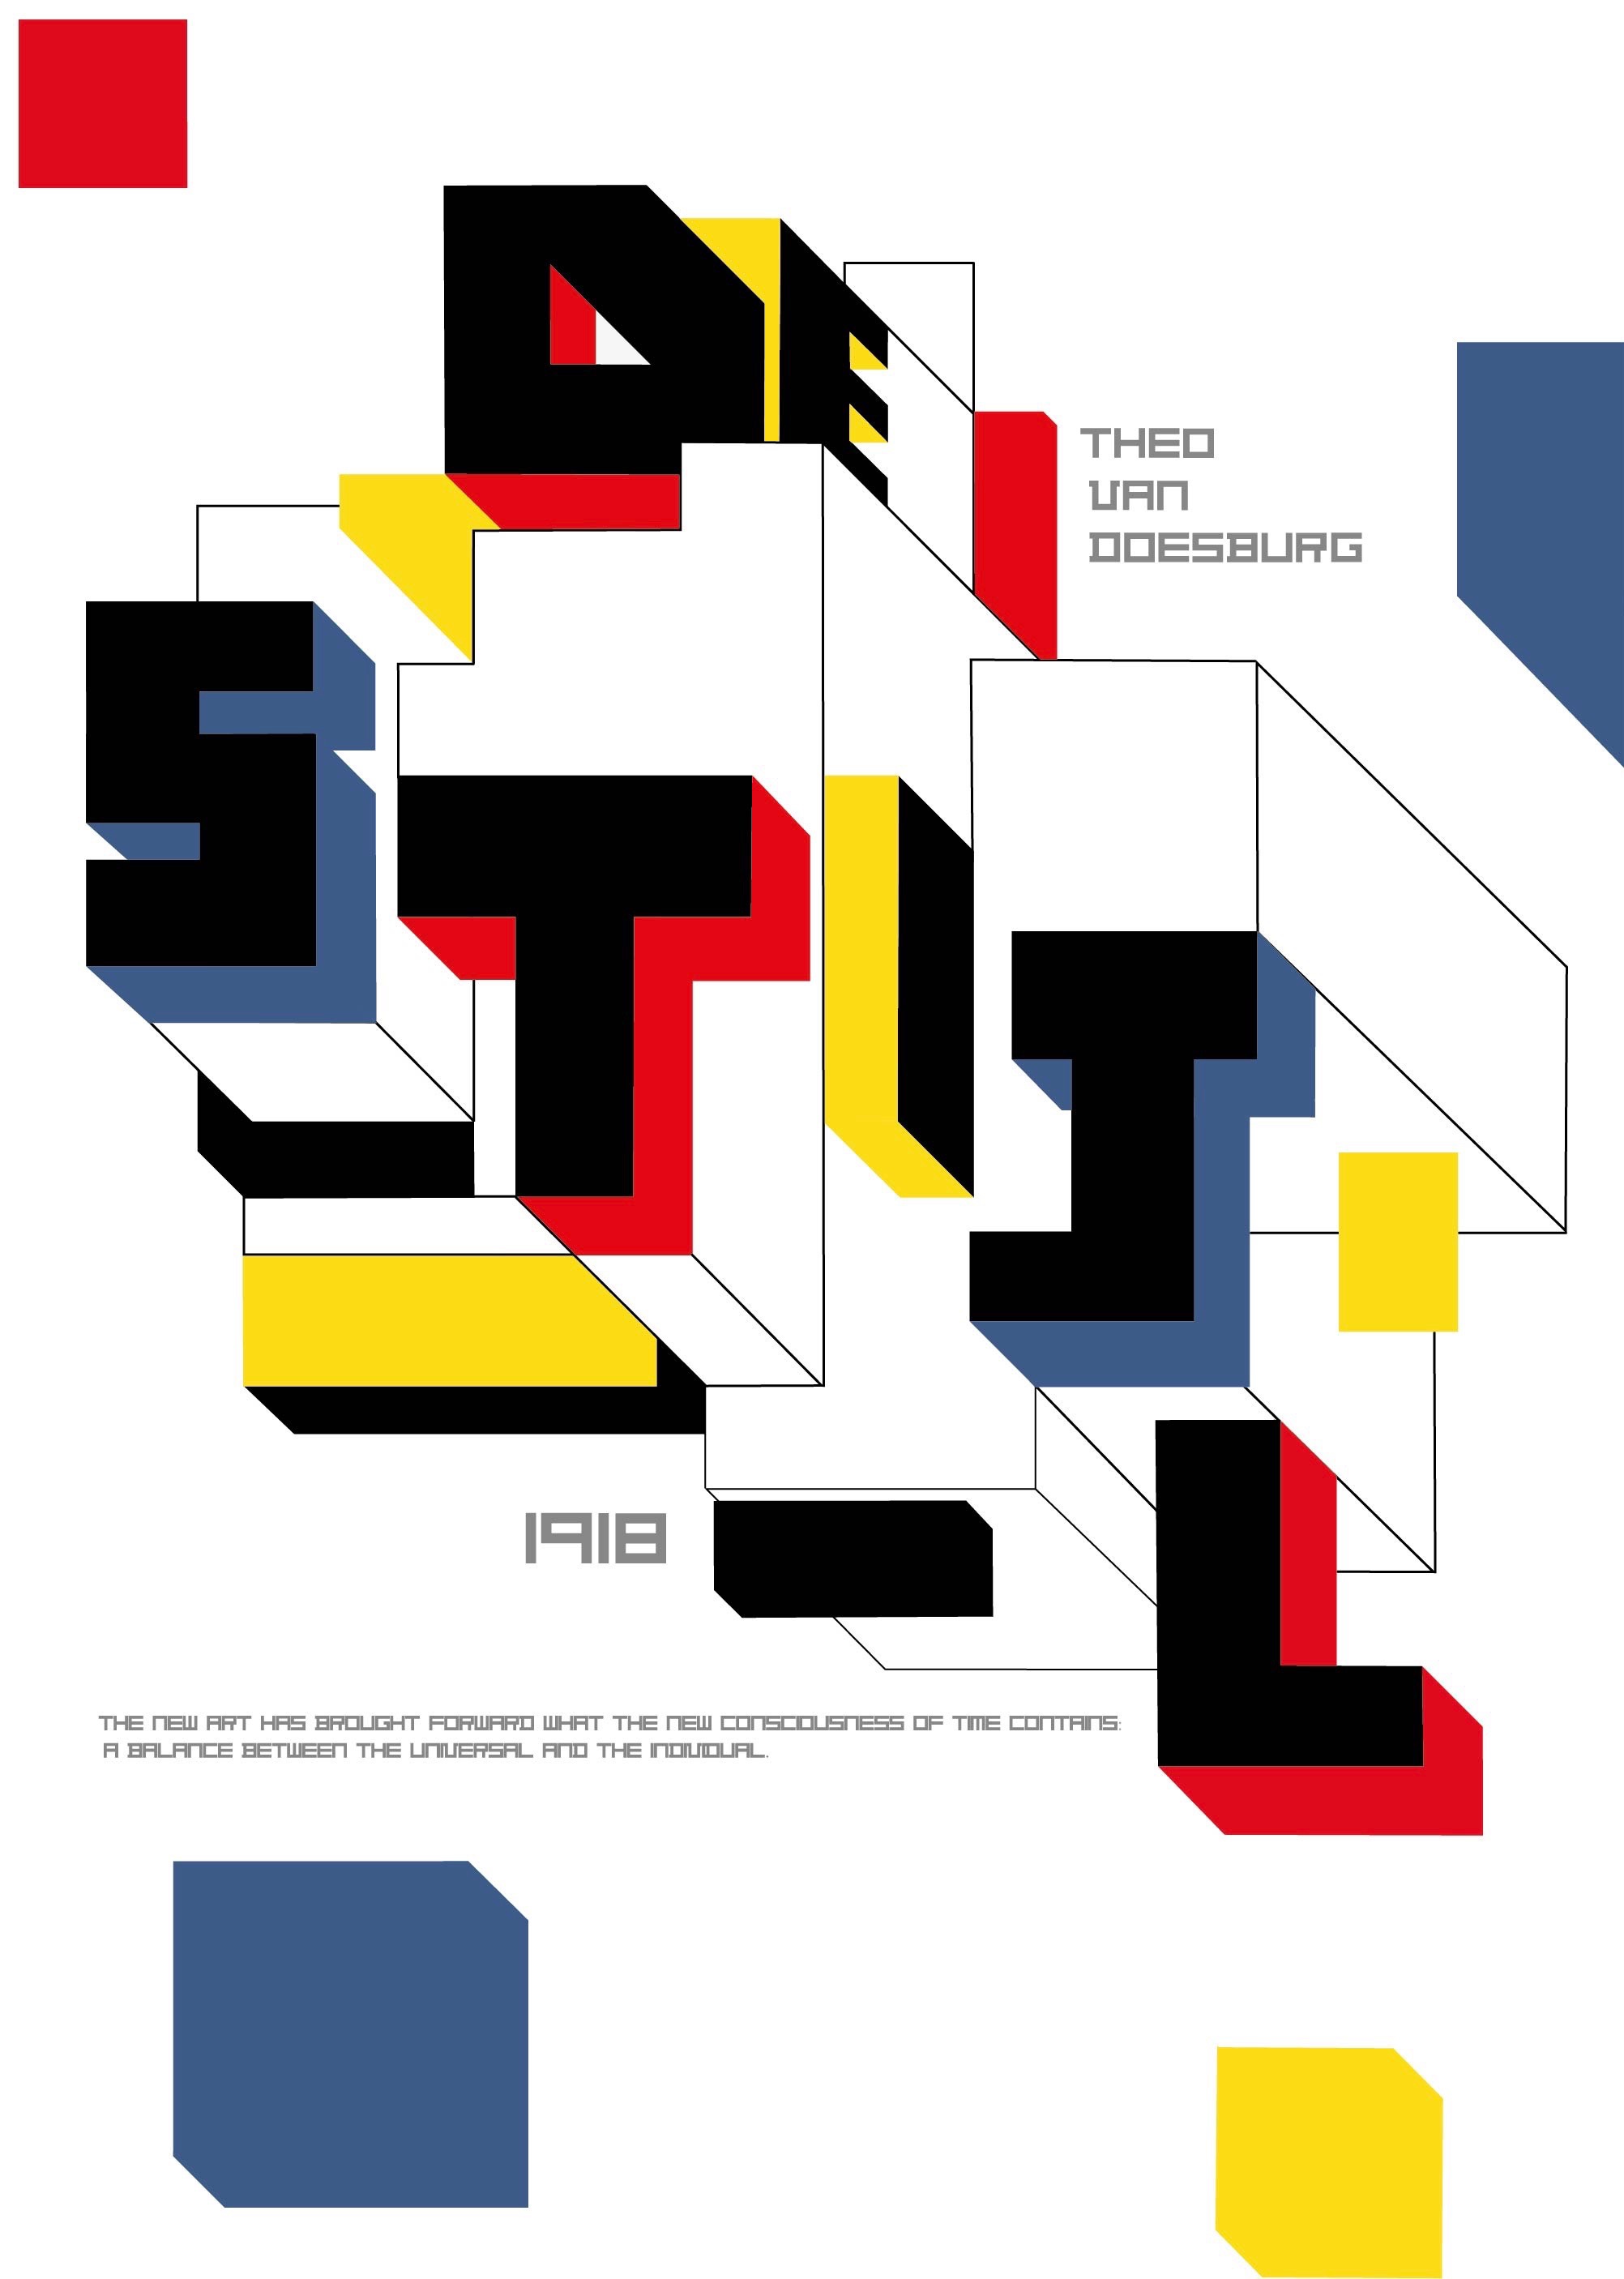 DE
STIJL
THEO
VAN
DOESBURG
1918
THE NEW ART HAS BROUGHT FORWARD WHAT THE NEW CONSCIOUSNESS OF TIME CONTAINS:
A BALANCE BETWEEN THE UNIVERSAL AND THE INDIVIDUAL.